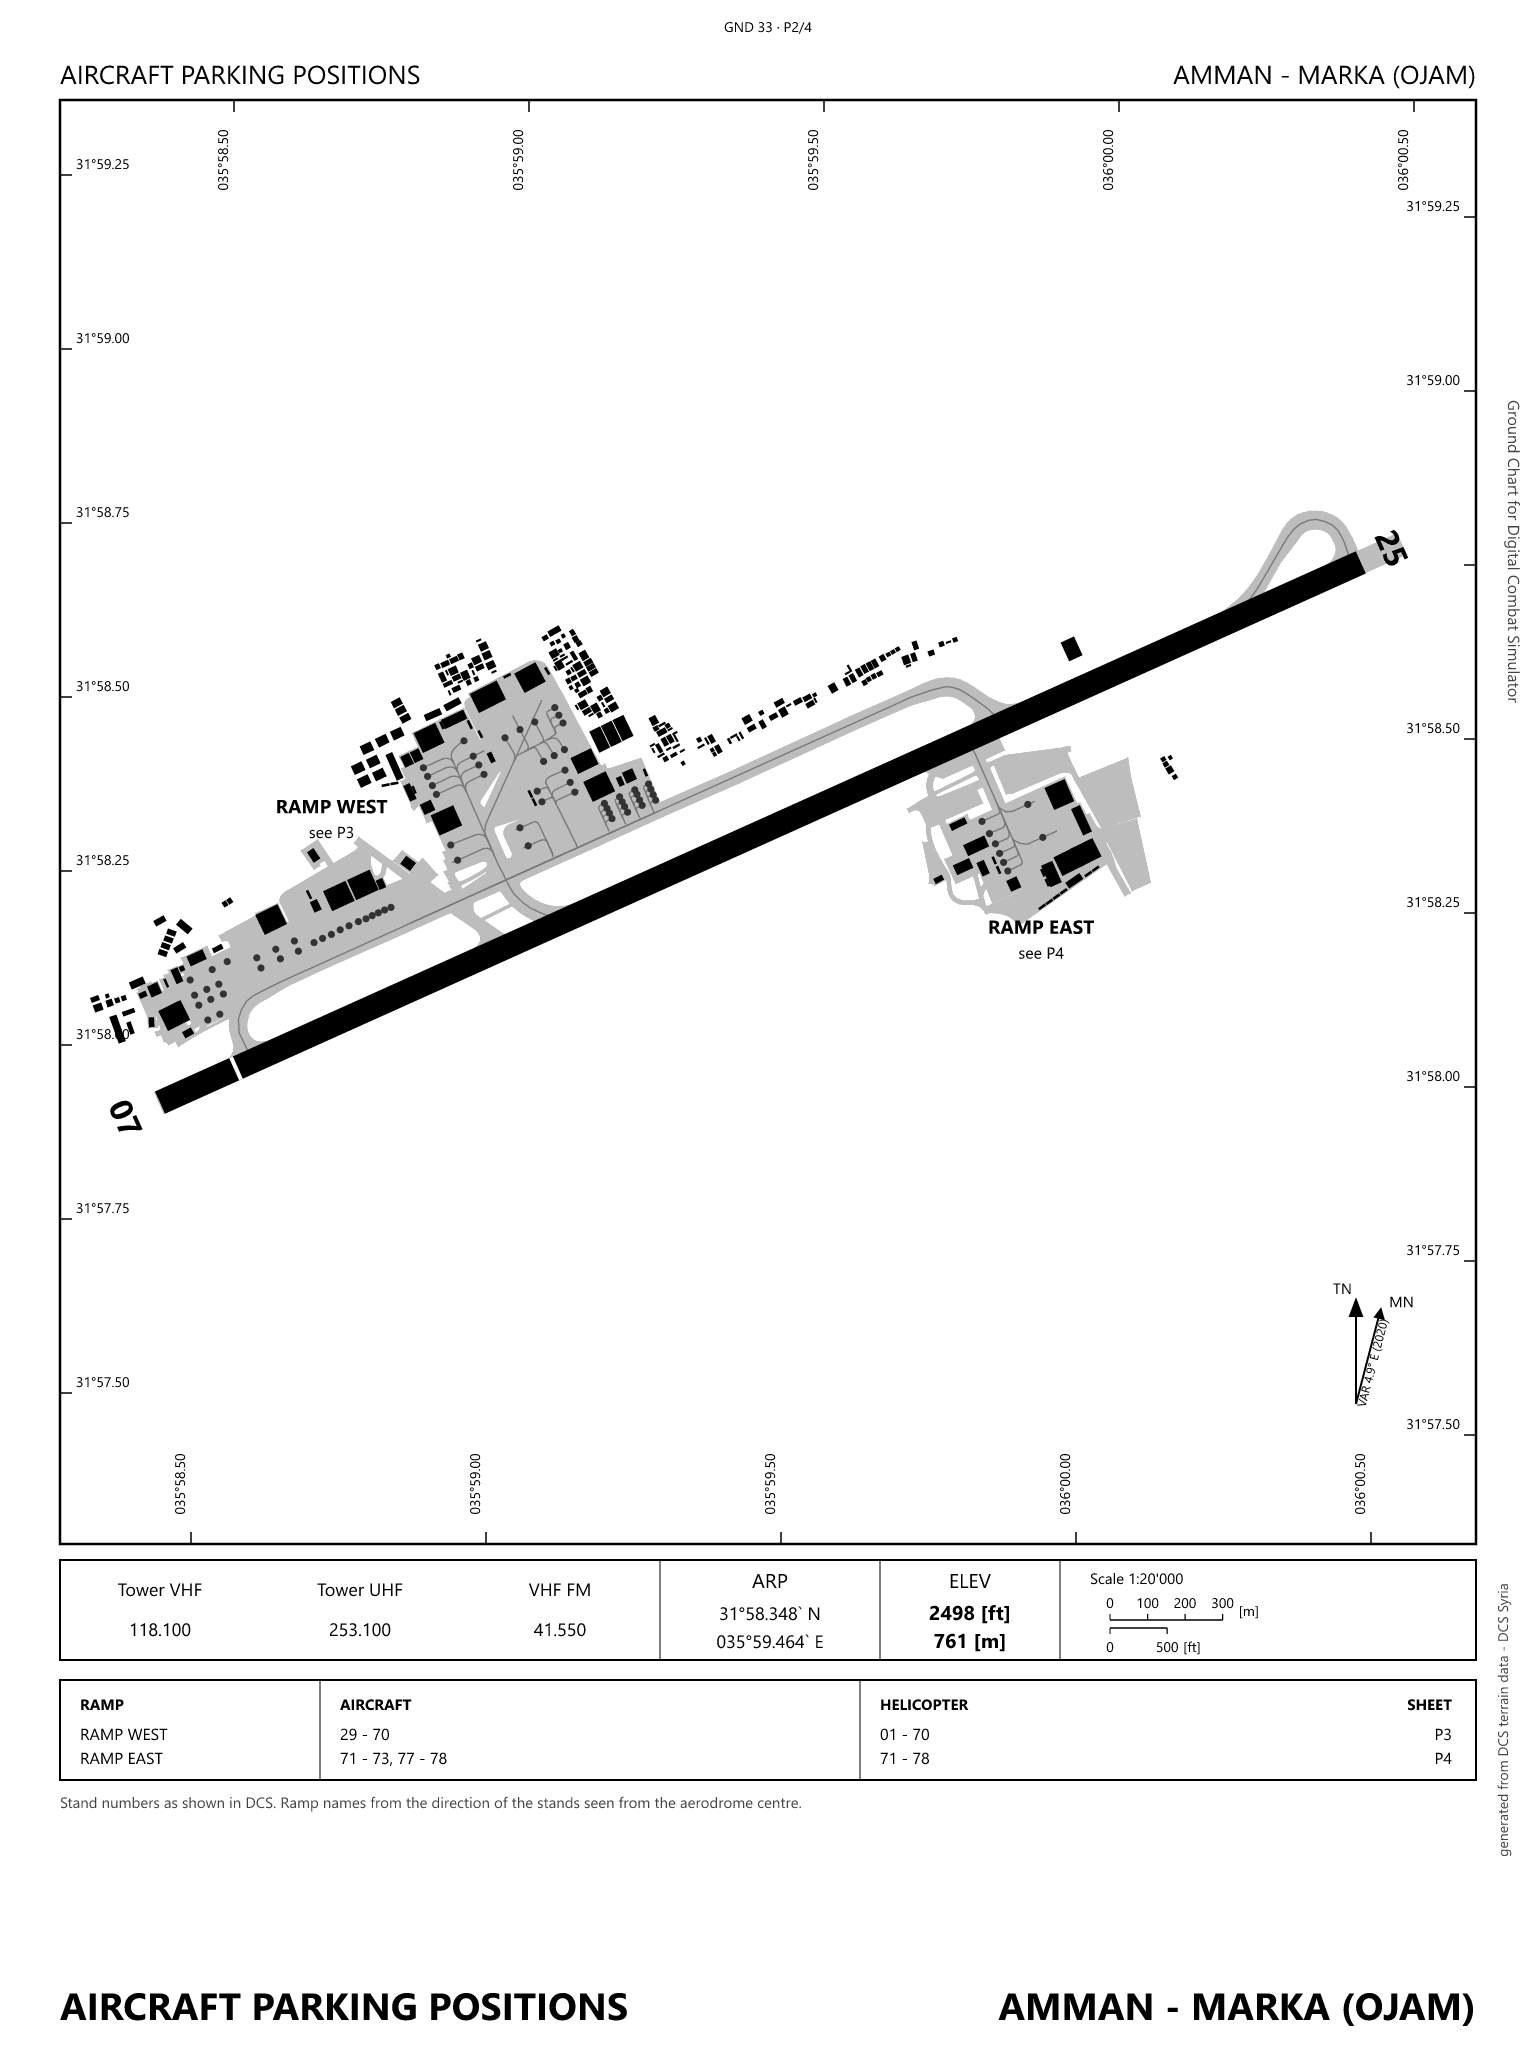 GND 33 · P2/4
AIRCRAFT PARKING POSITIONS
AMMAN - MARKA (OJAM)
035°58.50
035°59.00
035°59.50
036°00.00
036°00.50
31°59.25
31°59.25
31°59.00
31°59.00
31°58.75
31°58.50
31°58.50
31°58.25
31°58.25
31°58.00
31°58.00
31°57.75
31°57.75
31°57.50
31°57.50
25
RAMP WEST
see P3
RAMP EAST
see P4
07
TN
MN
VAR 4.9° E (2020)
035°58.50
035°59.00
035°59.50
036°00.00
036°00.50
Ground Chart for Digital Combat Simulator
Tower VHF
118.100
Tower UHF
253.100
VHF FM
41.550
ARP
31°58.348` N
035°59.464` E
ELEV
2498 [ft]
761 [m]
Scale 1:20'000
0 100 200 300 [m]
0 500 [ft]
RAMP AIRCRAFT HELICOPTER SHEET
RAMP WEST 29 - 70 01 - 70 P3
RAMP EAST 71 - 73, 77 - 78 71 - 78 P4
Stand numbers as shown in DCS. Ramp names from the direction of the stands seen from the aerodrome centre.
generated from DCS terrain data - DCS Syria
AIRCRAFT PARKING POSITIONS
AMMAN - MARKA (OJAM)